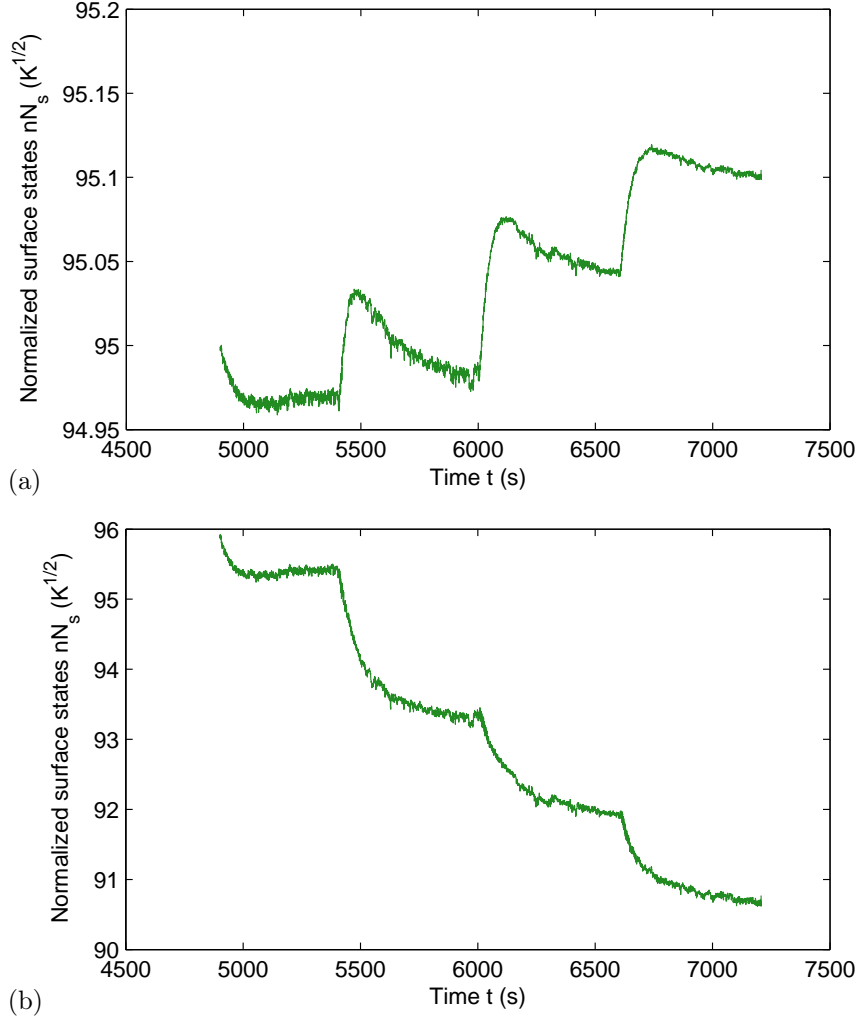 95.2
95.15
95.1
95.05
95
94.95
Normalized surface states nN_s (K^{1/2})
4500 5000 5500 6000 6500 7000 7500
Time t (s)
(a)
96
95
94
93
92
91
90
Normalized surface states nN_s (K^{1/2})
4500 5000 5500 6000 6500 7000 7500
Time t (s)
(b)